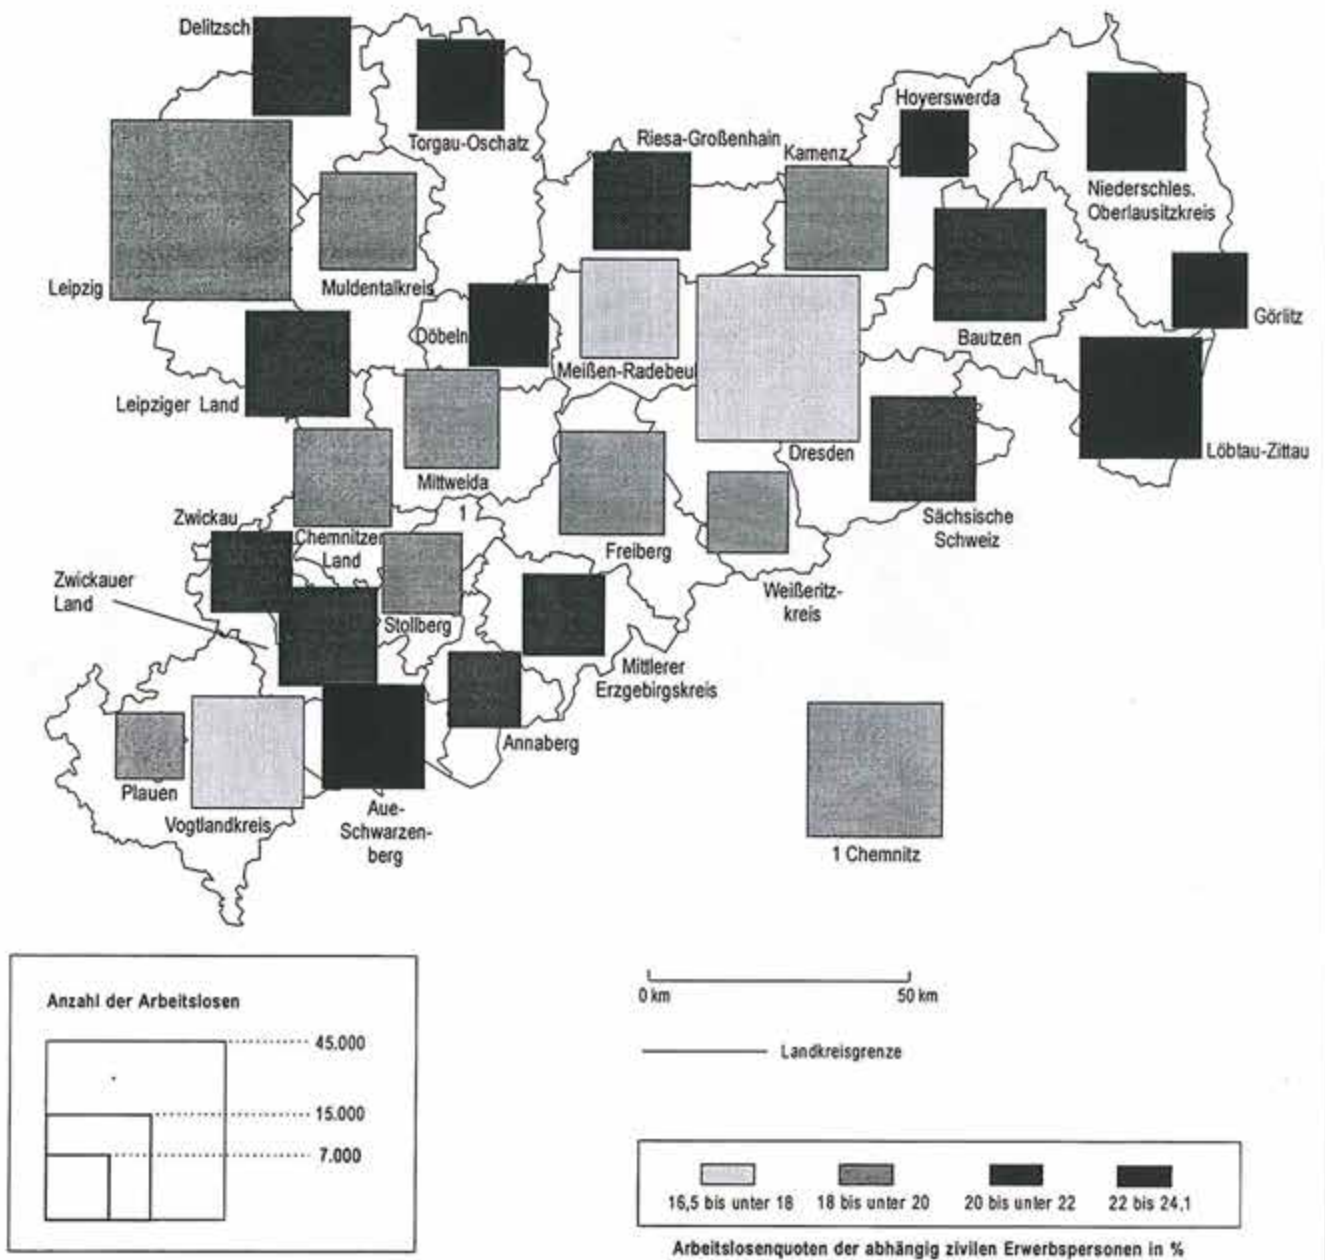 Delitzsch
Torgau-Oschatz
Hoyerswerda
Riesa-Großenhain
Kamenz
Niederschles.
Oberlausitzkreis
Leipzig
Muldentalkreis
Görlitz
Döbeln
Bautzen
Meißen-Radebeul
Leipziger Land
Dresden
Löbtau-Zittau
Mittweida
1
Sächsische
Schweiz
Zwickau
Chemnitzer
Land
Freiberg
Zwickauer
Land
Weißeritz-
kreis
Stollberg
Mittlerer
Erzgebirgskreis
Annaberg
Plauen
Vogtlandkreis
Aue-
Schwarzen-
berg
1 Chemnitz
Anzahl der Arbeitslosen
45.000
15.000
7.000
0 km 50 km
Landkreisgrenze
16,5 bis unter 18 18 bis unter 20 20 bis unter 22 22 bis 24,1
Arbeitslosenquoten der abhängig zivilen Erwerbspersonen in %